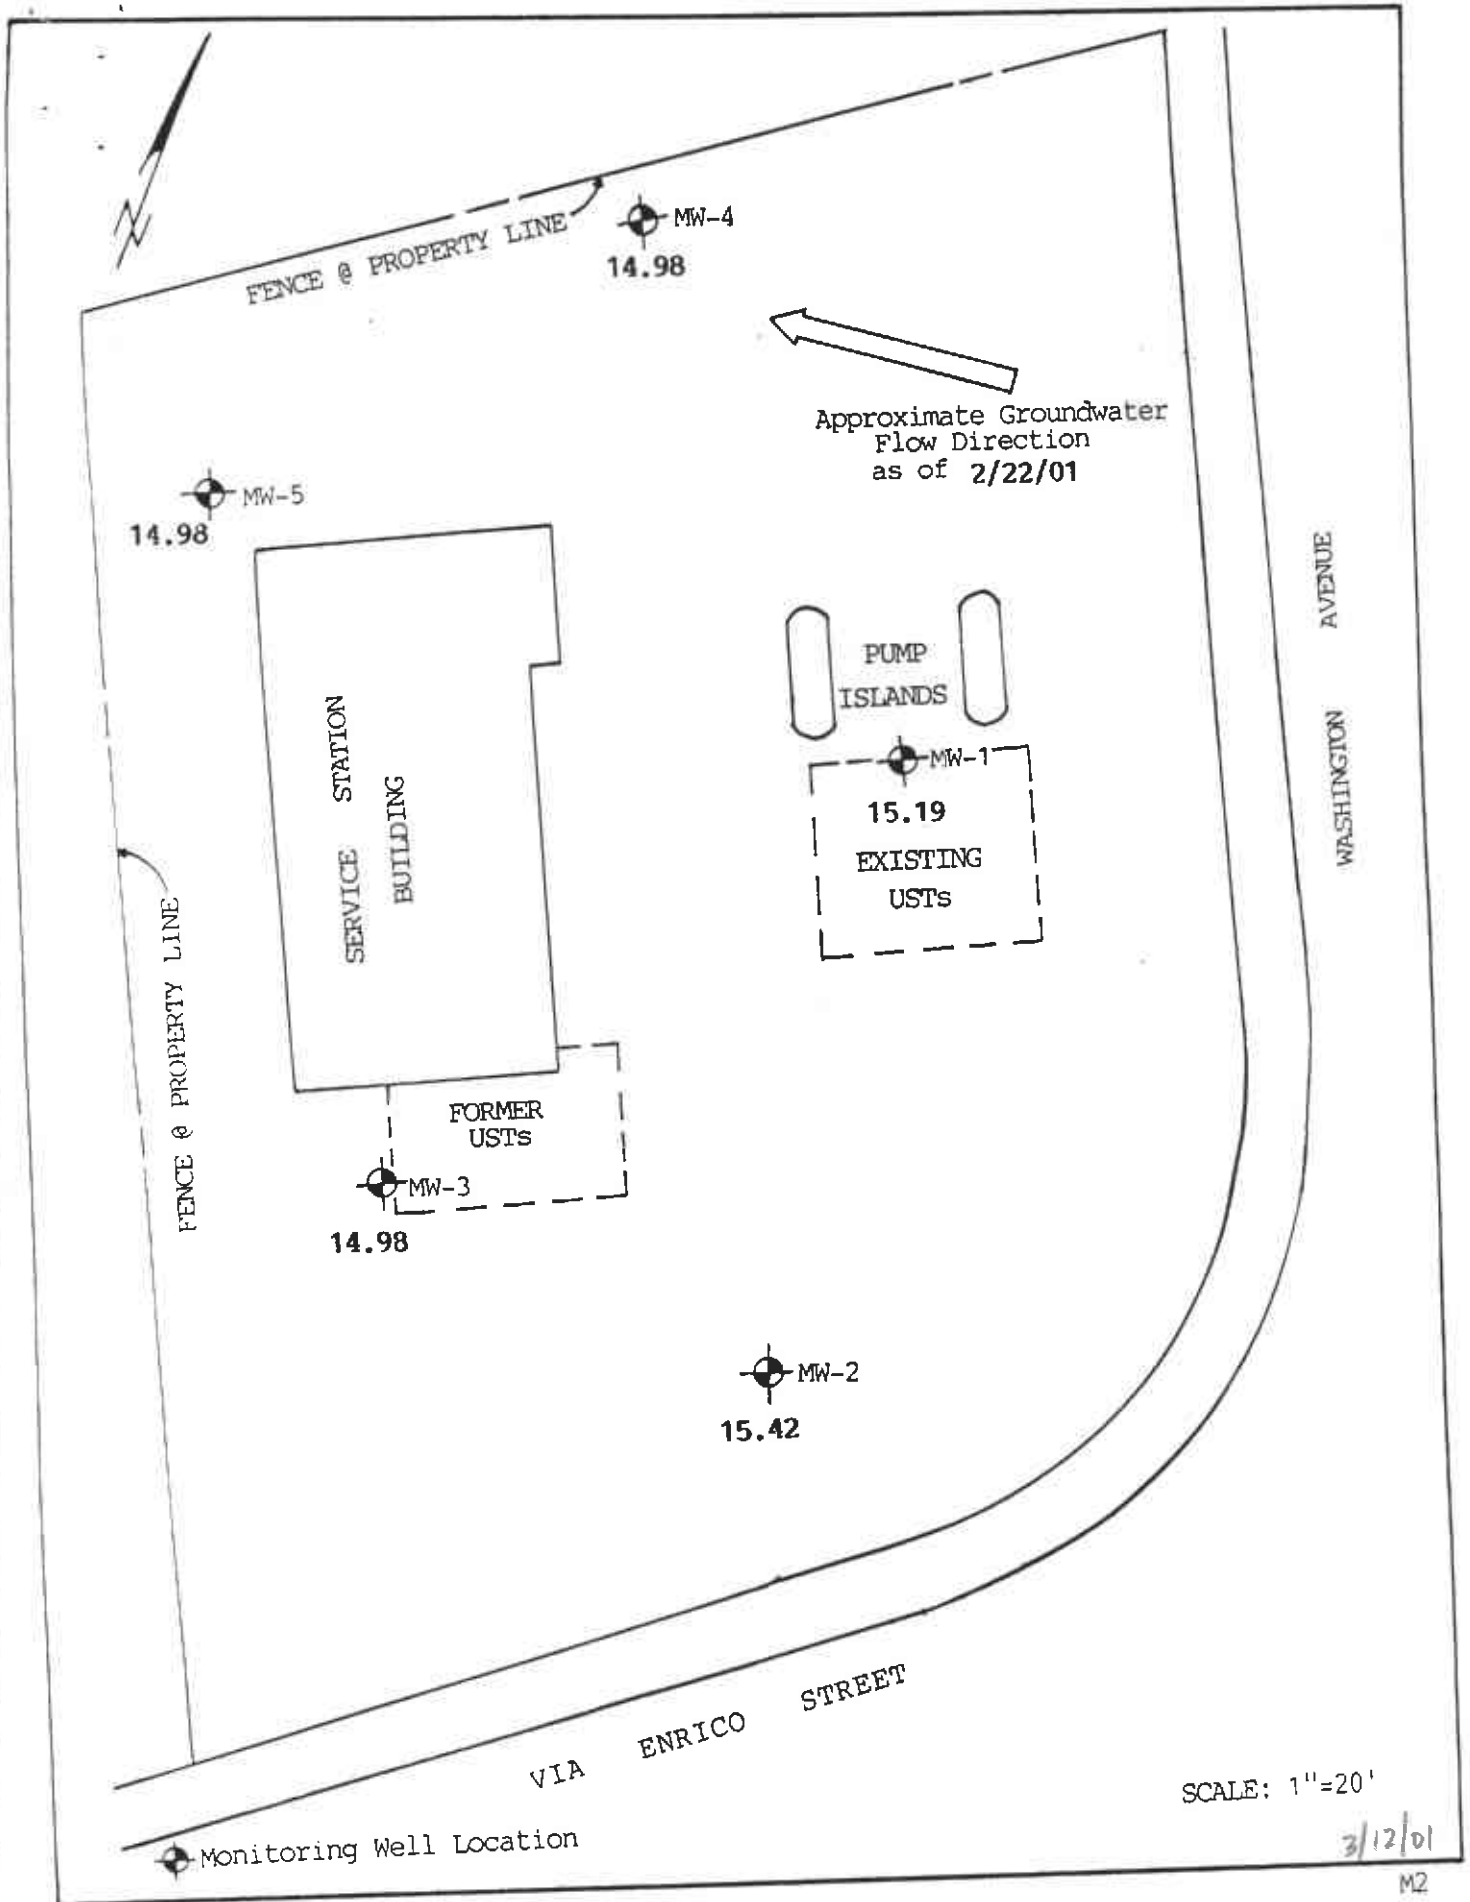 MW-4
14.98
FENCE @ PROPERTY LINE
Approximate Groundwater
Flow Direction
as of 2/22/01
MW-5
14.98
PUMP
ISLANDS
WASHINGTON AVENUE
SERVICE STATION
BUILDING
MW-1
15.19
EXISTING
USTs
FENCE @ PROPERTY LINE
FORMER
USTs
MW-3
14.98
MW-2
15.42
VIA ENRICO STREET
SCALE: 1"=20'
Monitoring Well Location
3/12/01
M2